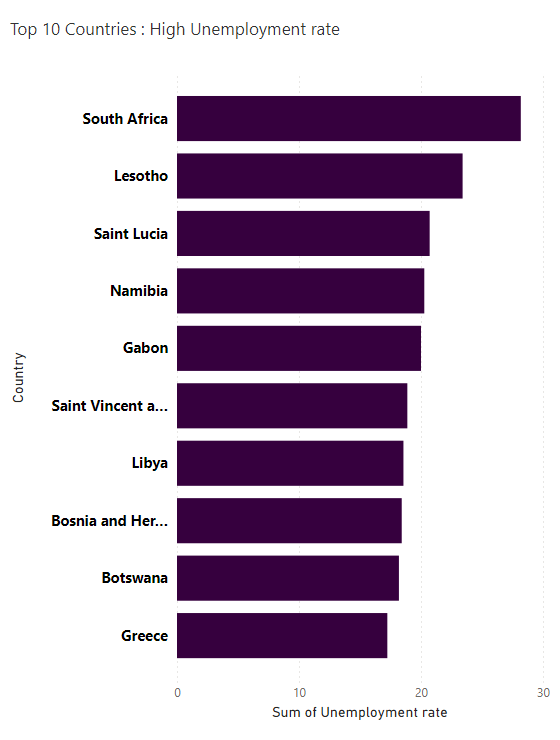 Top 10 Countries : High Unemployment rate
South Africa
Lesotho
Saint Lucia
Namibia
Gabon
Country
Saint Vincent a...
Libya
Bosnia and Her...
Botswana
Greece
0 10 20 30
Sum of Unemployment rate